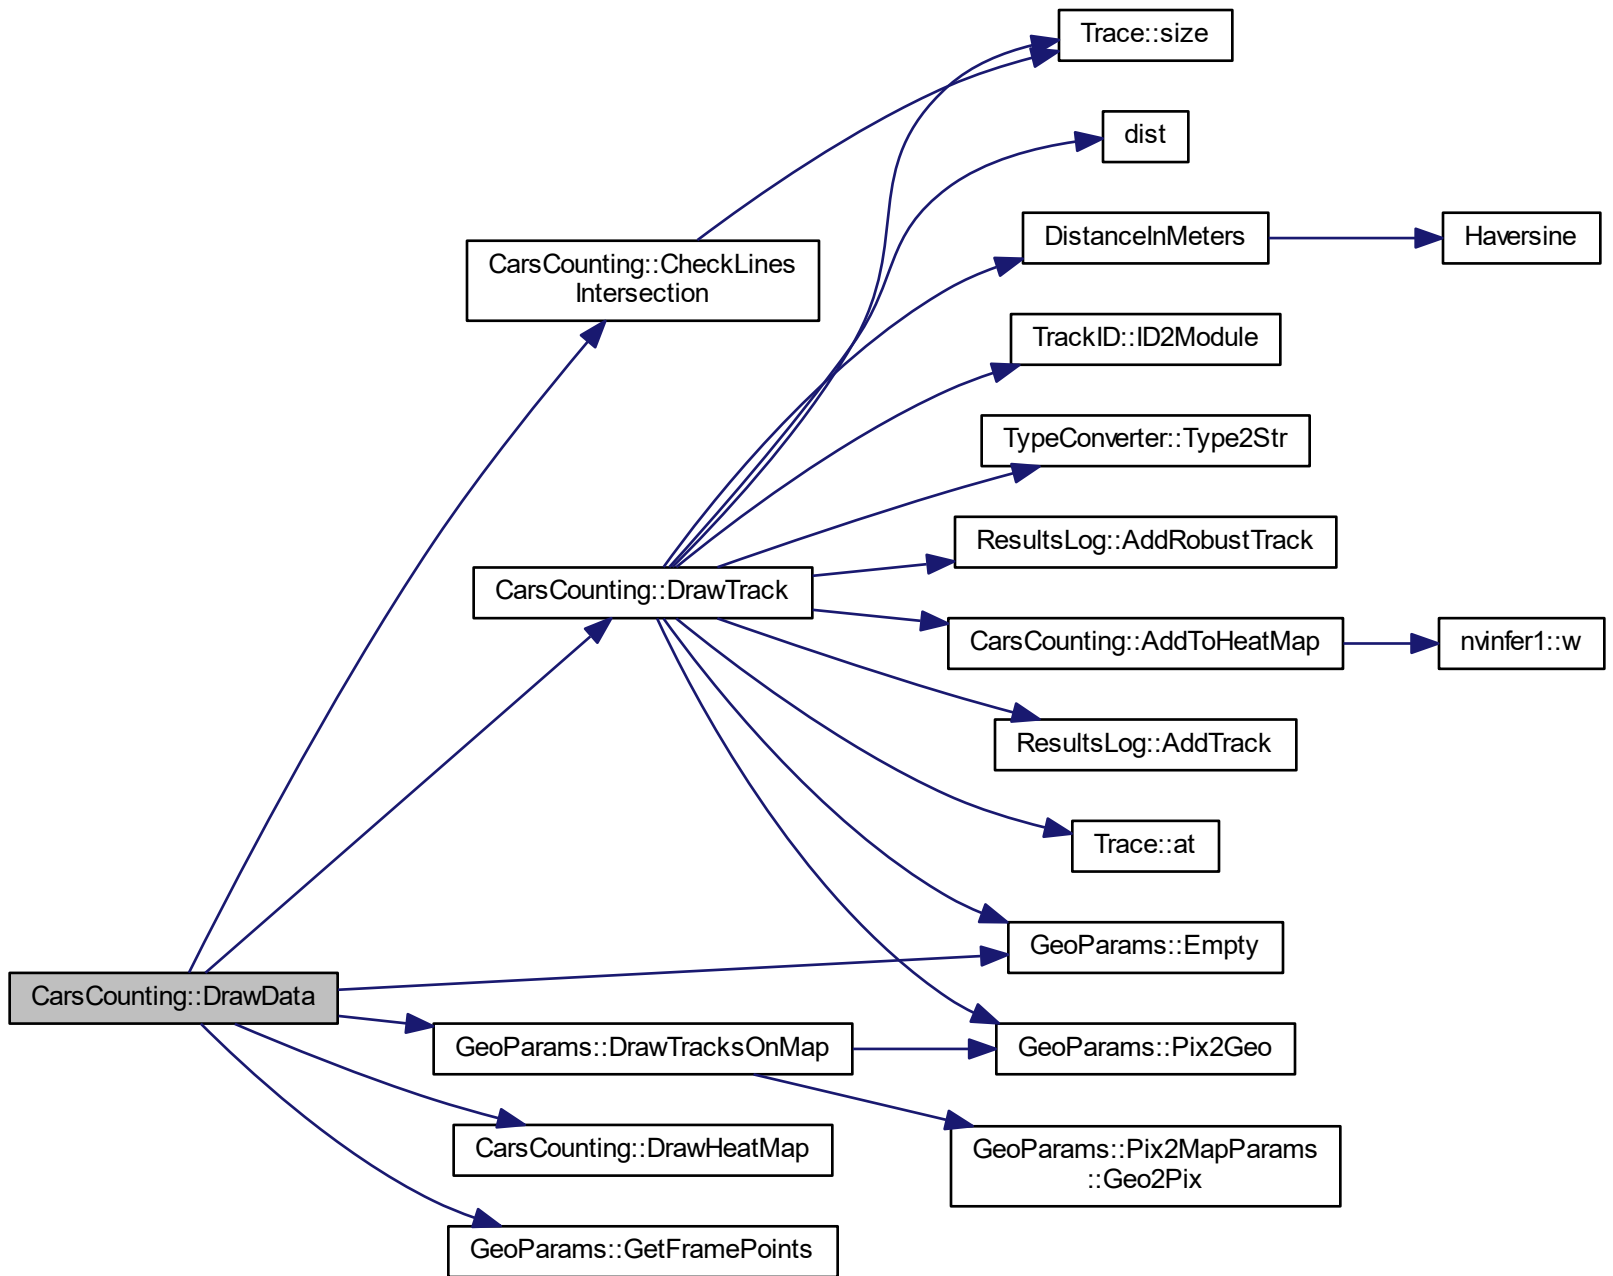 Trace::size
dist
DistanceInMeters
Haversine
CarsCounting::CheckLines
Intersection
TrackID::ID2Module
TypeConverter::Type2Str
ResultsLog::AddRobustTrack
CarsCounting::DrawTrack
CarsCounting::AddToHeatMap
nvinfer1::w
ResultsLog::AddTrack
Trace::at
GeoParams::Empty
CarsCounting::DrawData
GeoParams::DrawTracksOnMap
GeoParams::Pix2Geo
CarsCounting::DrawHeatMap
GeoParams::Pix2MapParams
::Geo2Pix
GeoParams::GetFramePoints